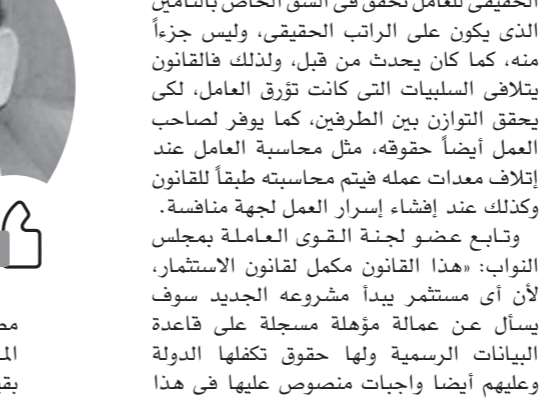 الحقيقى للعامل تحقق فى الشق الخاص بالتأمين
الذى يكون على الراتب الحقيقى، وليس جزءاً
منه، كما كان يحدث من قبل، ولذلك فالقانون
يتلافى السلبيات التى كانت تؤرق العامل، لكى
يحقق التوازن بين الطرفين، كما يوفر لصاحب
العمل أيضاً حقوقه، مثل محاسبة العامل عند
إتلاف معدات عمله فيتم محاسبته طبقاً للقانون
وكذلك عند إفشاء إسرار العمل لجهة منافسة.
وتابع عضو لجنة القوى العاملة بمجلس
النواب: «هذا القانون مكمل لقانون الاستثمار،
لأن أى مستثمر يبدأ مشروعه الجديد سوف
يسأل عن عمالة مؤهلة مسجلة على قاعدة
البيانات الرسمية ولها حقوق تكفلها الدولة
وعليهم أيضا واجبات منصوص عليها فى هذا